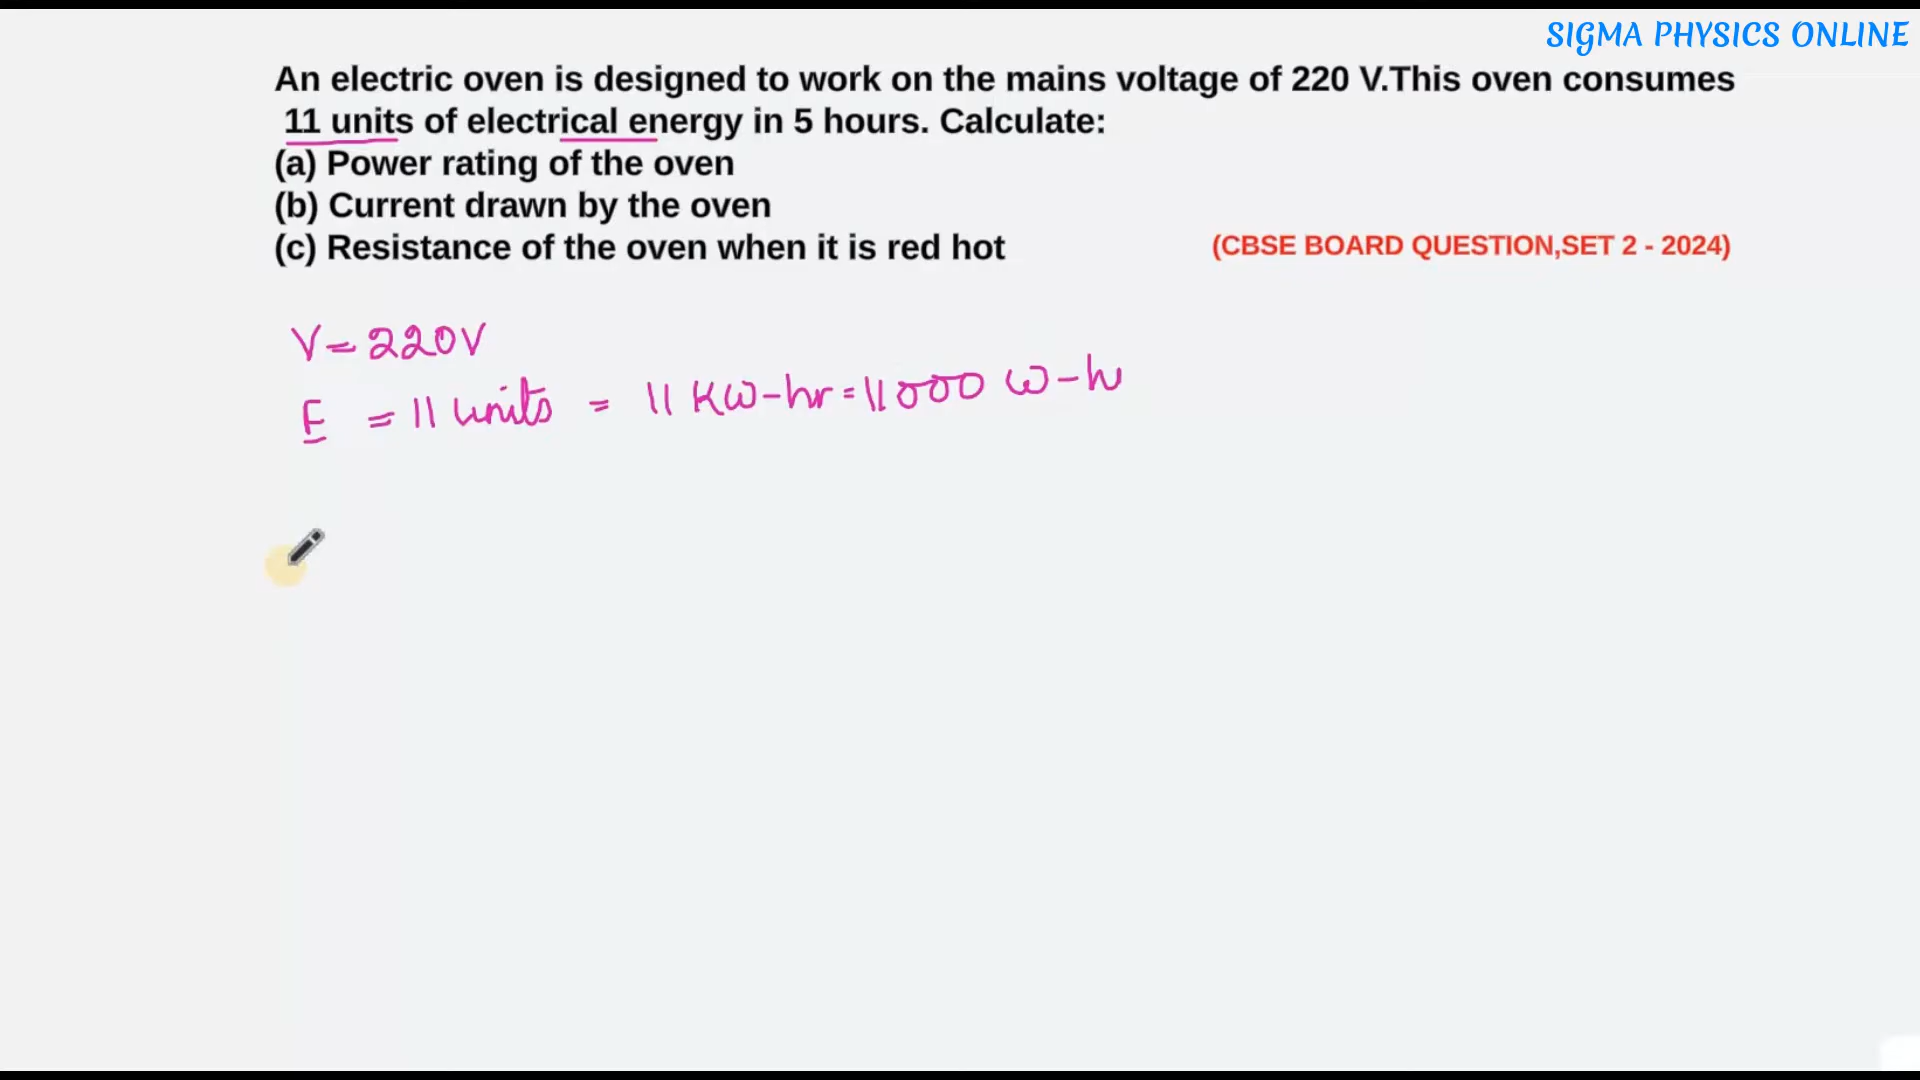 SIGMA PHYSICS ONLINE
An electric oven is designed to work on the mains voltage of 220 V.This oven consumes
11 units of electrical energy in 5 hours. Calculate:
(a) Power rating of the oven
(b) Current drawn by the oven
(c) Resistance of the oven when it is red hot (CBSE BOARD QUESTION,SET 2 - 2024)
V = 220V
E = 11 units = 11 KW-hr = 11000 W-h